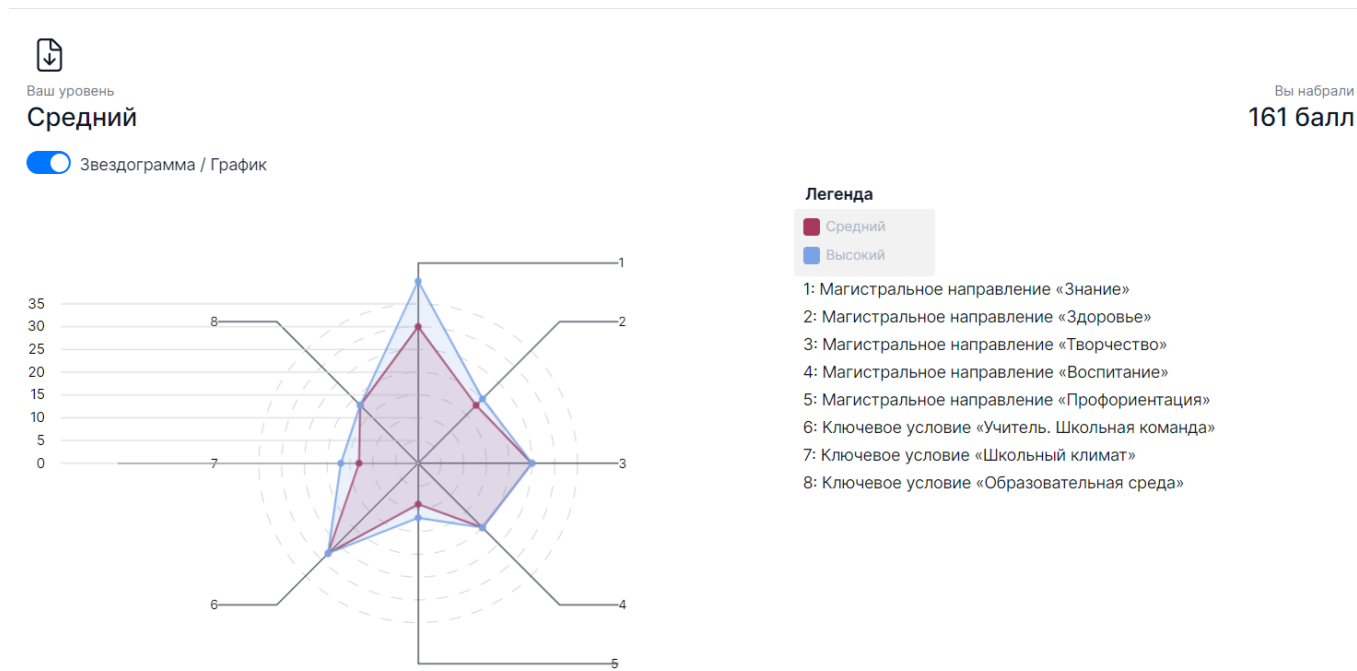 Ваш уровень
Средний
Вы набрали
161 балл
Звездограмма / График
Легенда
Средний
Высокий
1: Магистральное направление «Знание»
2: Магистральное направление «Здоровье»
3: Магистральное направление «Творчество»
4: Магистральное направление «Воспитание»
5: Магистральное направление «Профориентация»
6: Ключевое условие «Учитель. Школьная команда»
7: Ключевое условие «Школьный климат»
8: Ключевое условие «Образовательная среда»
35
30
25
20
15
10
5
0
1
2
3
4
5
6
7
8